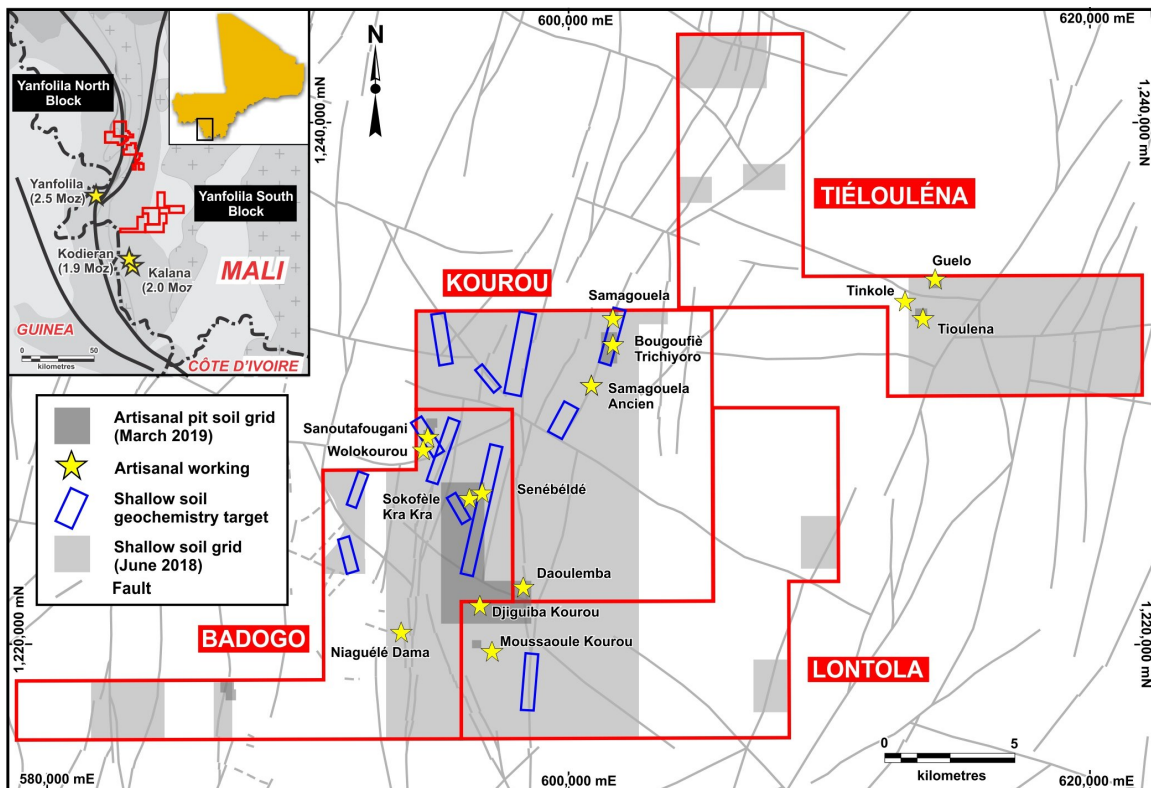 600,000 mE
620,000 mE
N
1,240,000 mN
1,240,000 mN
Yanfolila North
Block
Yanfolila
(2.5 Moz)
Yanfolila South
Block
Kodieran
(1.9 Moz)
Kalana
(2.0 Moz
MALI
GUINEA
0
50
kilometres
CÔTE D'IVOIRE
TIÉLOULÉNA
KOUROU
Guelo
Tinkole
Tioulena
Samagouela
Bougoufiè
Trichiyoro
Samagouela
Ancien
Artisanal pit soil grid
(March 2019)
Artisanal working
Shallow soil
geochemistry target
Shallow soil grid
(June 2018)
Fault
Sanoutafougani
Wolokourou
Sokofèle
Kra Kra
Senébéldé
Daoulemba
Djiguiba Kourou
BADOGO
Niaguélé Dama
Moussaoule Kourou
LONTOLA
1,220,000 mN
1,220,000 mN
0
5
kilometres
580,000 mE
600,000 mE
620,000 mE